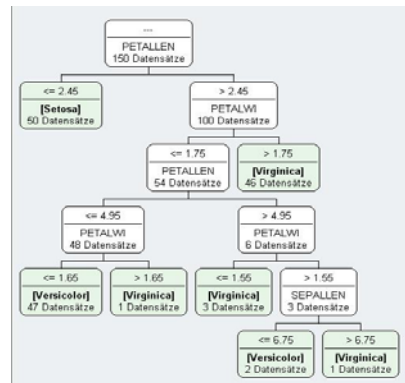 ---
PETALLEN
150 Datensätze
<= 2.45
[Setosa]
50 Datensätze
> 2.45
PETALWI
100 Datensätze
<= 1.75
PETALLEN
54 Datensätze
> 1.75
[Virginica]
46 Datensätze
<= 4.95
PETALWI
48 Datensätze
> 4.95
PETALWI
6 Datensätze
<= 1.65
[Versicolor]
47 Datensätze
> 1.65
[Virginica]
1 Datensätze
<= 1.55
[Virginica]
3 Datensätze
> 1.55
SEPALLEN
3 Datensätze
<= 6.75
[Versicolor]
2 Datensätze
> 6.75
[Virginica]
1 Datensätze